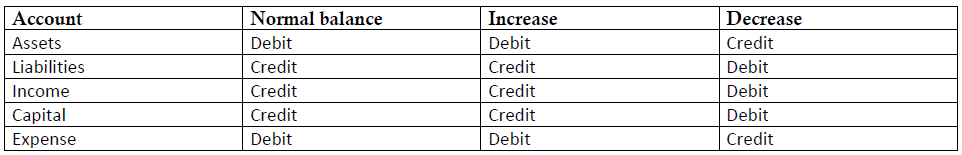 Account Normal balance Increase Decrease
Assets Debit Debit Credit
Liabilities Credit Credit Debit
Income Credit Credit Debit
Capital Credit Credit Debit
Expense Debit Debit Credit